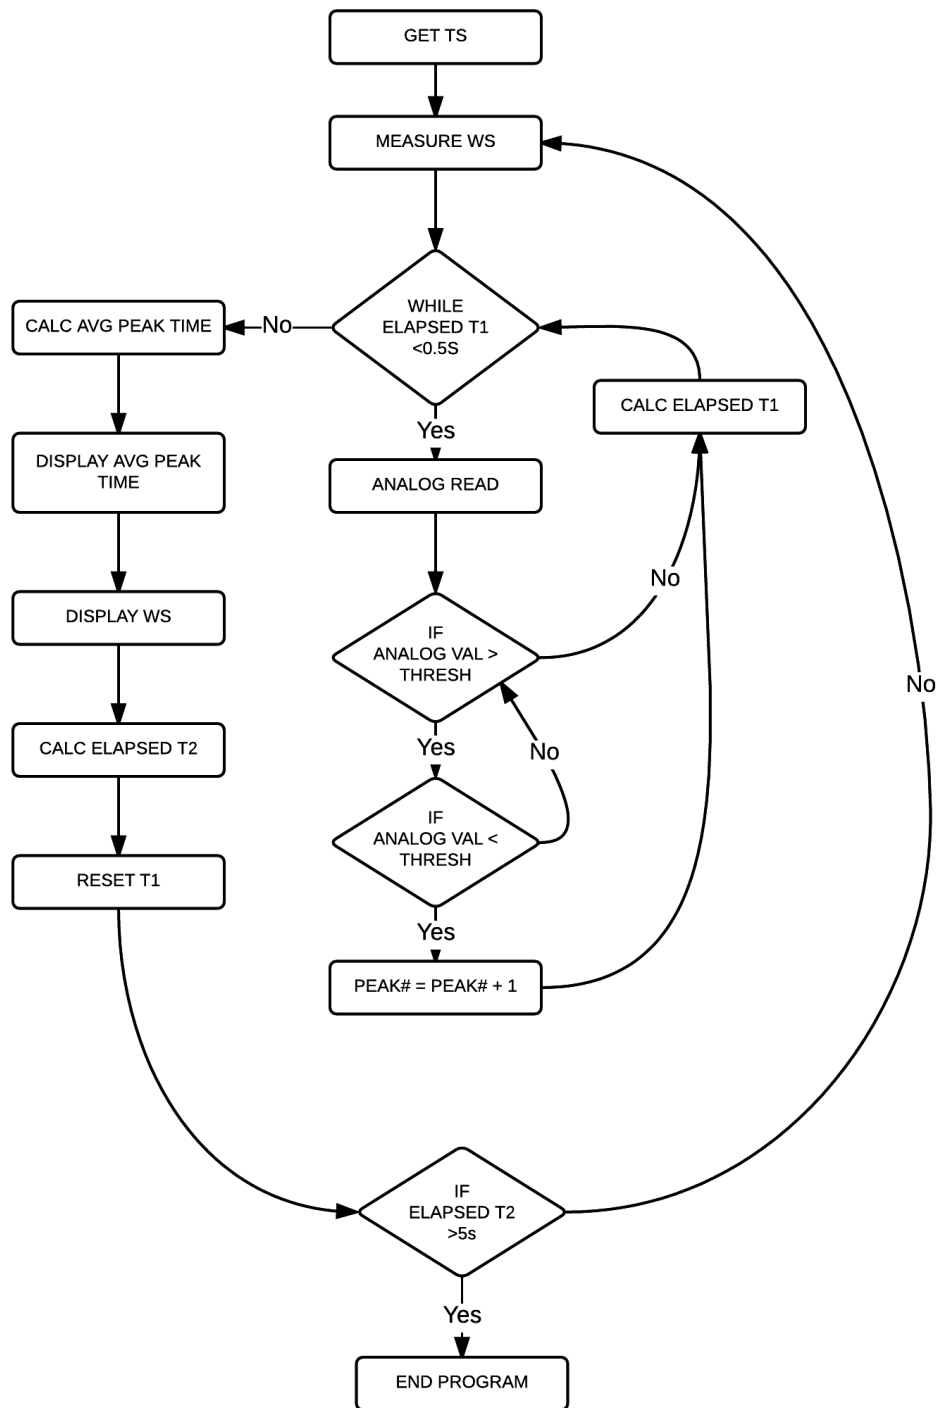 GET TS
MEASURE WS
WHILE
ELAPSED T1
<0.5S
No
CALC AVG PEAK TIME
CALC ELAPSED T1
Yes
DISPLAY AVG PEAK
TIME
ANALOG READ
No
DISPLAY WS
IF
ANALOG VAL >
THRESH
No
CALC ELAPSED T2
Yes
No
IF
ANALOG VAL <
THRESH
RESET T1
Yes
PEAK# = PEAK# + 1
IF
ELAPSED T2
>5s
Yes
END PROGRAM